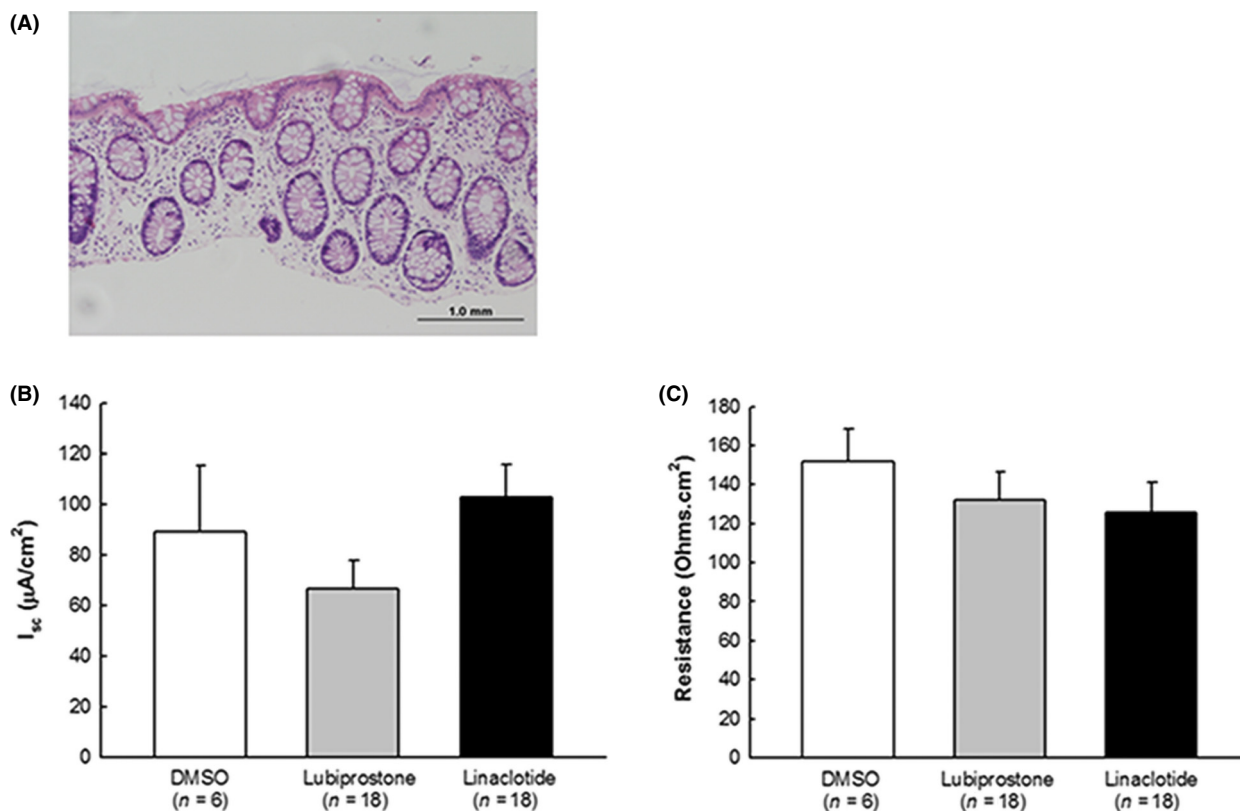 (A)
1.0 mm
(B)
140
120
100
80
60
40
20
0
I_sc (µA/cm²)
DMSO
(n = 6)
Lubiprostone
(n = 18)
Linaclotide
(n = 18)
(C)
180
160
140
120
100
80
60
40
20
0
Resistance (Ohms.cm²)
DMSO
(n = 6)
Lubiprostone
(n = 18)
Linaclotide
(n = 18)